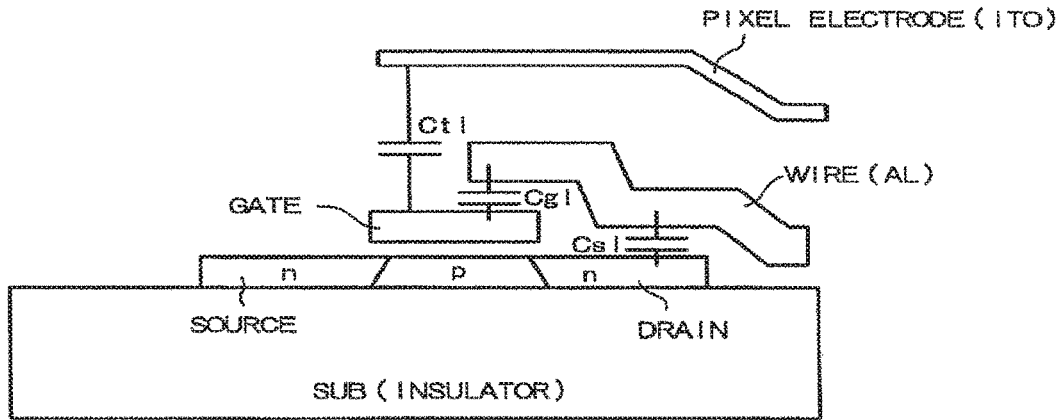 PIXEL ELECTRODE (ITO)
Ctl
WIRE (AL)
Cgl
GATE
Csl
n
p
n
SOURCE
DRAIN
SUB (INSULATOR)